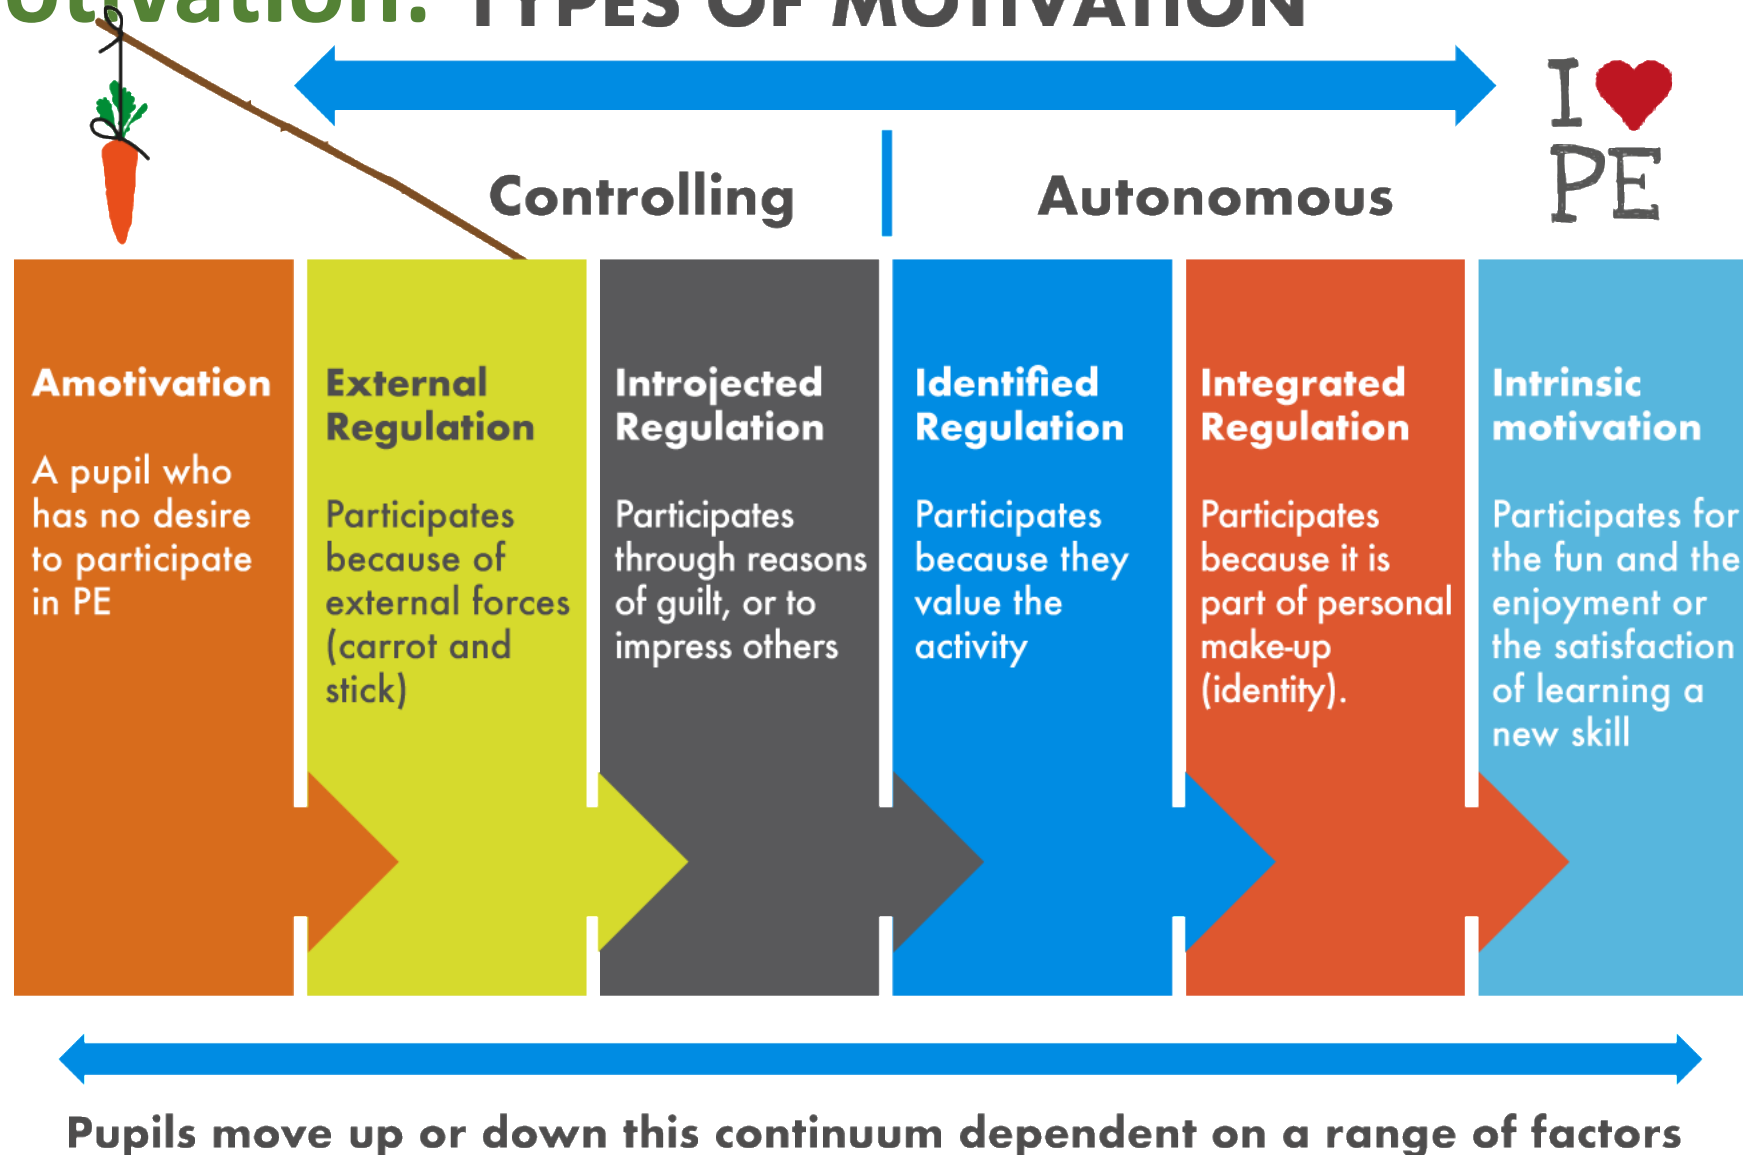 TYPES OF MOTIVATION
I
PE
Controlling
Autonomous
Amotivation
A pupil who
has no desire
to participate
in PE
External
Regulation
Participates
because of
external forces
(carrot and
stick)
Introjected
Regulation
Participates
through reasons
of guilt, or to
impress others
Identified
Regulation
Participates
because they
value the
activity
Integrated
Regulation
Participates
because it is
part of personal
make-up
(identity).
Intrinsic
motivation
Participates for
the fun and the
enjoyment or
the satisfaction
of learning a
new skill
Pupils move up or down this continuum dependent on a range of factors